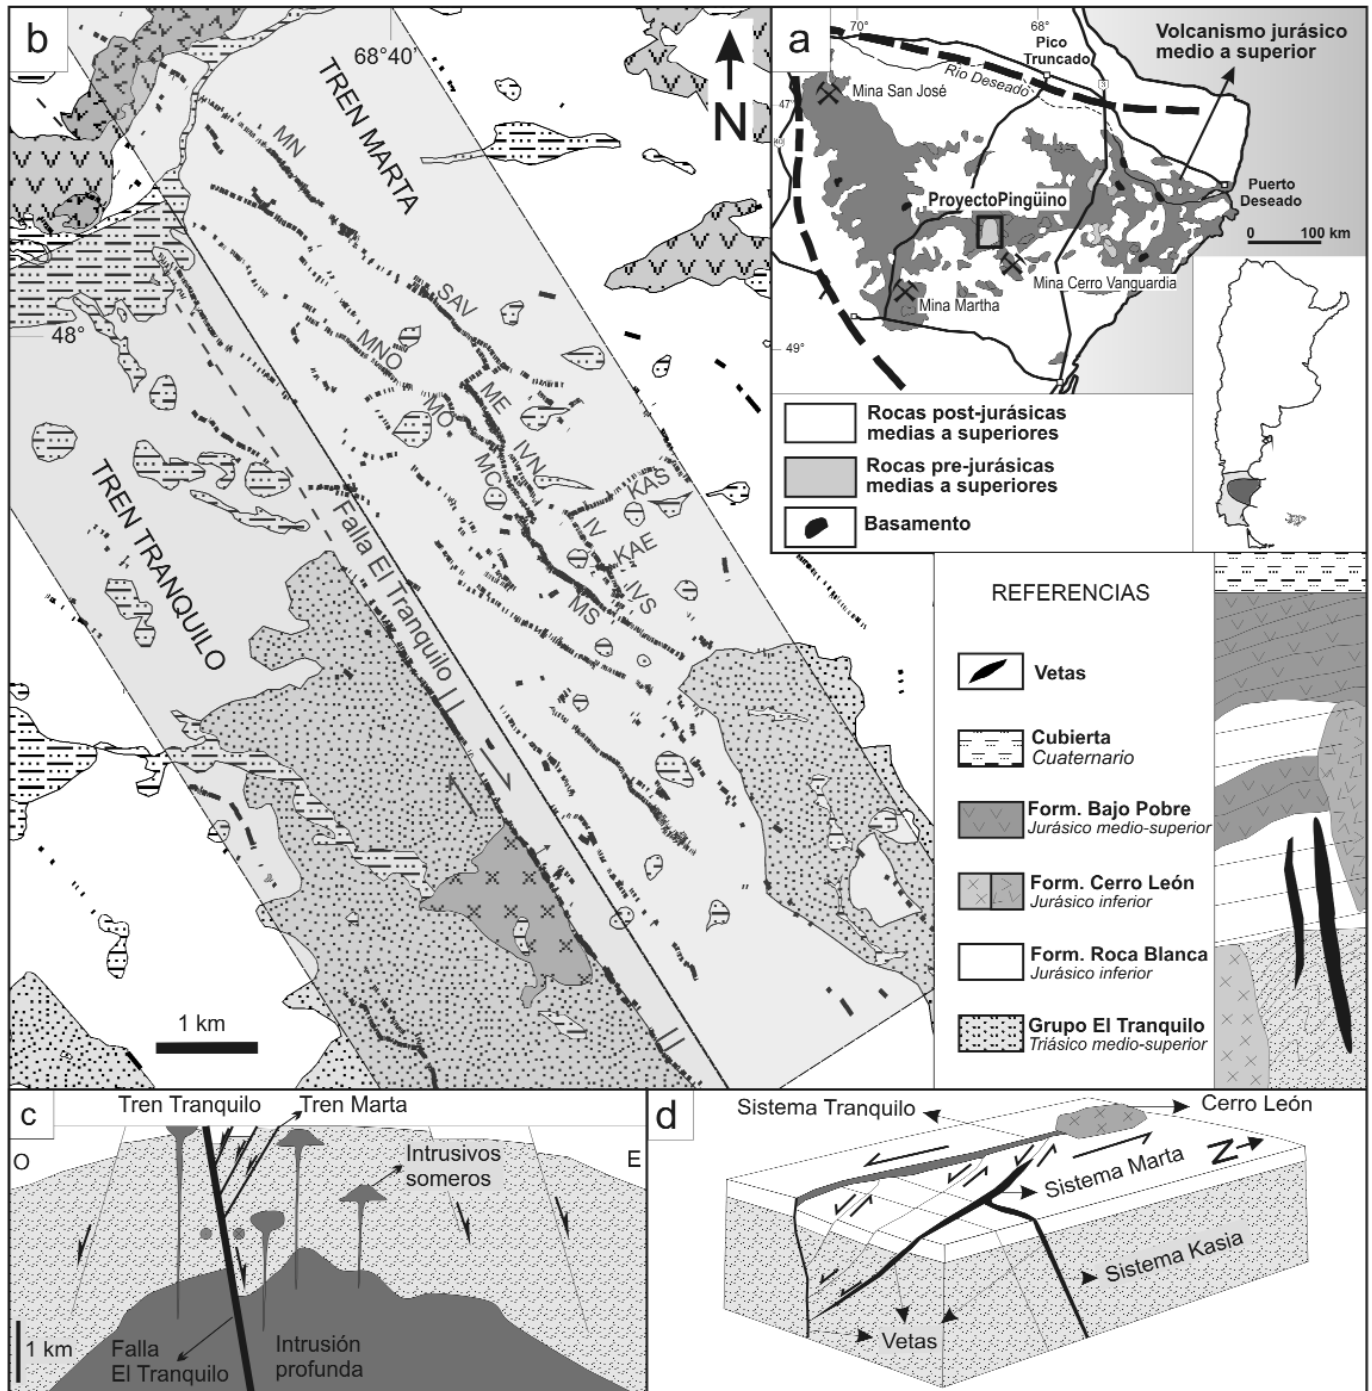 b
68°40'
N
TREN MARTA
MN
SAV
MNO
48°
ME
MO
IVN
MC
KAS
IV
KAE
IVS
MS
TREN TRANQUILO
Falla El Tranquilo
1 km
a
70°
68°
Pico
Truncado
Volcanismo jurásico
medio a superior
Río Deseado
3
Mina San José
47°
40
ProyectoPingüino
Puerto
Deseado
0 100 km
Mina Cerro Vanguardia
Mina Martha
49°
Rocas post-jurásicas
medias a superiores
Rocas pre-jurásicas
medias a superiores
Basamento
REFERENCIAS
Vetas
Cubierta
Cuaternario
Form. Bajo Pobre
Jurásico medio-superior
Form. Cerro León
Jurásico inferior
Form. Roca Blanca
Jurásico inferior
Grupo El Tranquilo
Triásico medio-superior
c
Tren Tranquilo
Tren Marta
O
E
Intrusivos
someros
1 km
Falla
El Tranquilo
Intrusión
profunda
d
Sistema Tranquilo
Cerro León
N
Sistema Marta
Sistema Kasia
Vetas